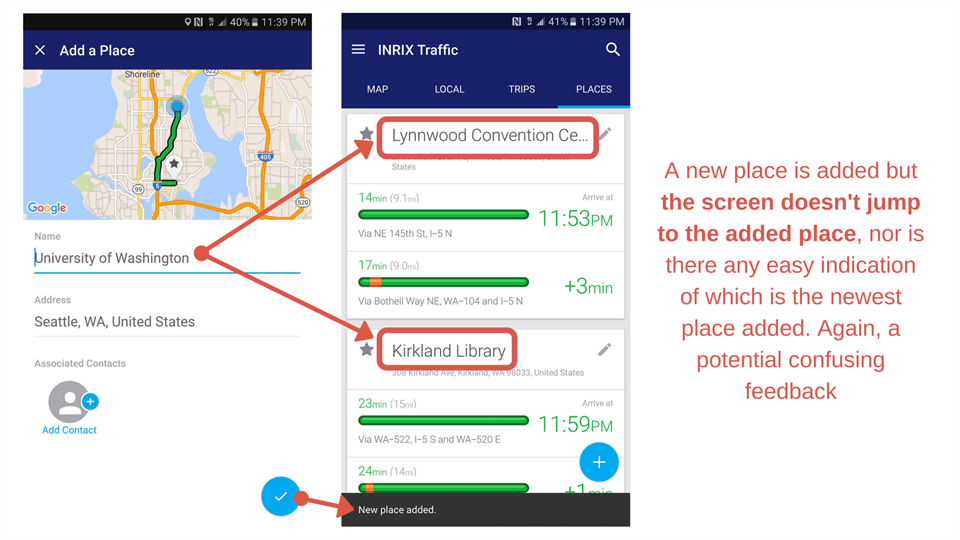 40% 11:39 PM
Add a Place
Shoreline
522
405
99
5
520
Google
Name
University of Washington
Address
Seattle, WA, United States
Associated Contacts
Add Contact
41% 11:39 PM
INRIX Traffic
MAP LOCAL TRIPS PLACES
Lynnwood Convention Ce...
States
14min (9.1mi) Arrive at
11:53PM
Via NE 145th St, I-5 N
17min (9.0mi)
+3min
Via Bothell Way NE, WA-104 and I-5 N
Kirkland Library
308 Kirkland Ave, Kirkland, WA 98033, United States
23min (15mi) Arrive at
11:59PM
Via WA-522, I-5 S and WA-520 E
24min (14mi)
+1min
New place added.
A new place is added but
the screen doesn't jump
to the added place, nor is
there any easy indication
of which is the newest
place added. Again, a
potential confusing
feedback